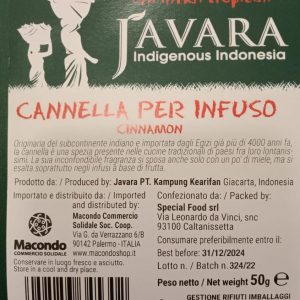 JAVARA
Indigenous Indonesia
CANNELLA PER INFUSO
CINNAMON
Originaria del subcontinente indiano e importata dagli Egizi già più di 4000 anni fa,
la cannella è una spezia presente nelle cucine tradizionali di paesi fra loro lontanis-
simi. La sua inconfondibile fragranza si sposa anche solo con un po' di miele, ma si
esalta soprattutto negli infusi a base di frutta.
Prodotto da: / Produced by: Javara PT. Kampung Kearifan Giacarta, Indonesia
Importato e distribuito da: / Imported and
distributed by:
Macondo Commercio
Solidale Soc. Coop.
Via G. da Verrazzano 6/B
90142 Palermo - ITALIA
www.macondoshop.it
Macondo
COMMERCIO SOLIDALE
Conservare in luogo fresco e asciutto.
Store in a cool and dry place.
Confezionato da: / Packed by:
Special Food srl
Via Leonardo da Vinci, snc
93100 Caltanissetta
Consumare preferibilmente entro il:
Best before: 31/12/2024
Lotto n. / Batch n. 324/22
Peso netto / Net weight 50g e
GESTIONE RIFIUTI IMBALLAGGI